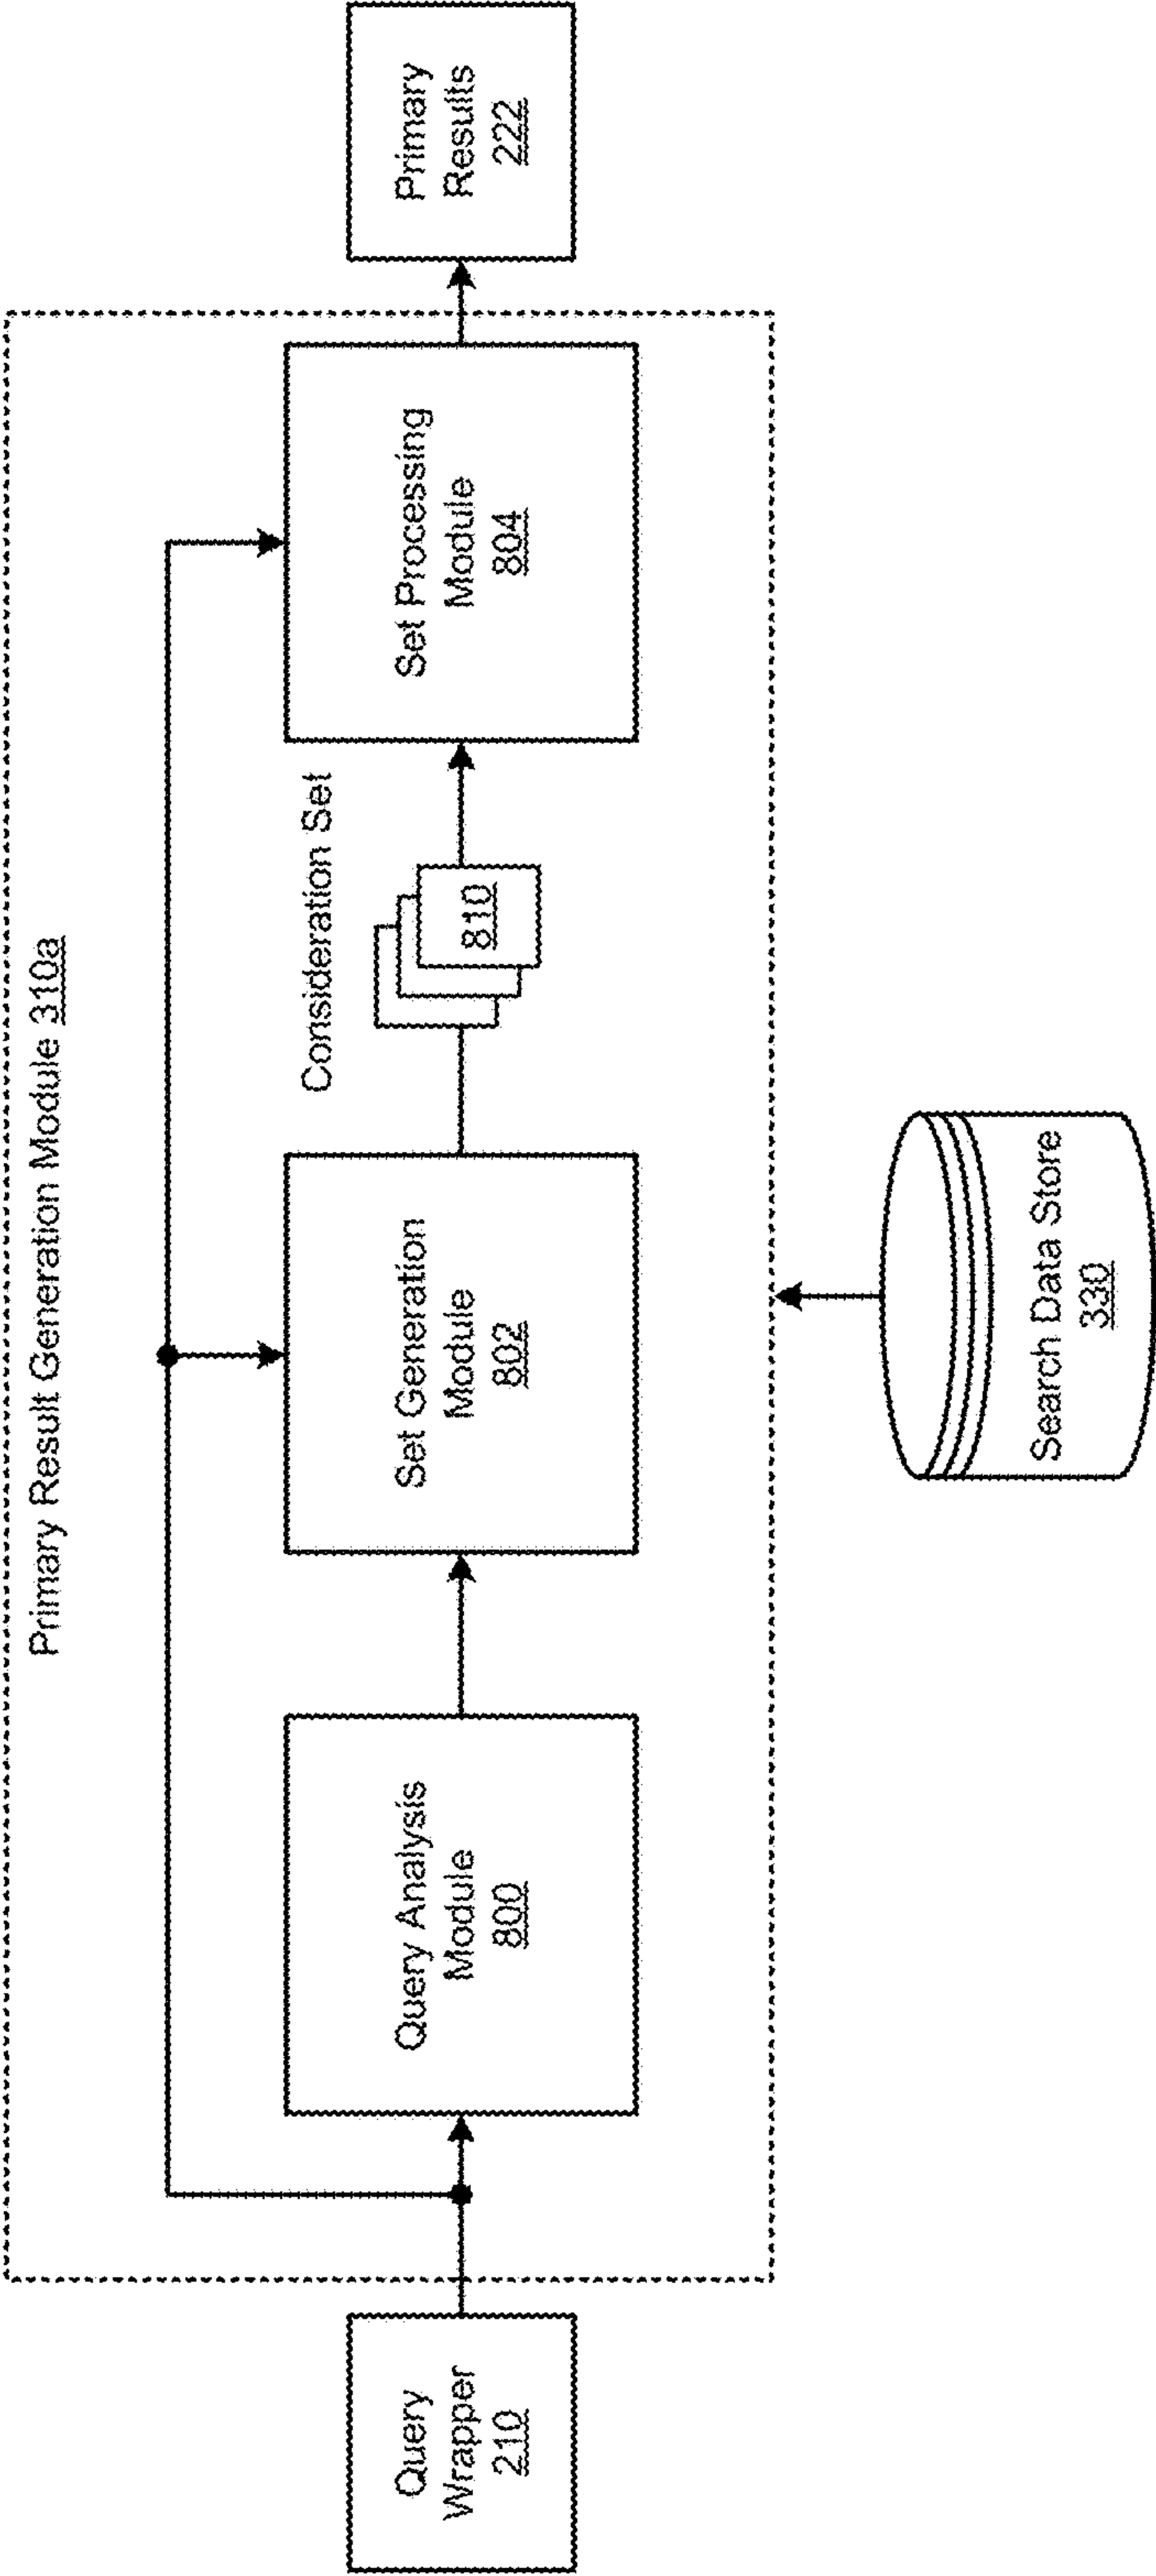 Primary Result Generation Module 310a
Query
Wrapper
210
Query Analysis
Module
800
Set Generation
Module
802
Consideration Set
810
Set Processing
Module
804
Primary
Results
222
Search Data Store
330